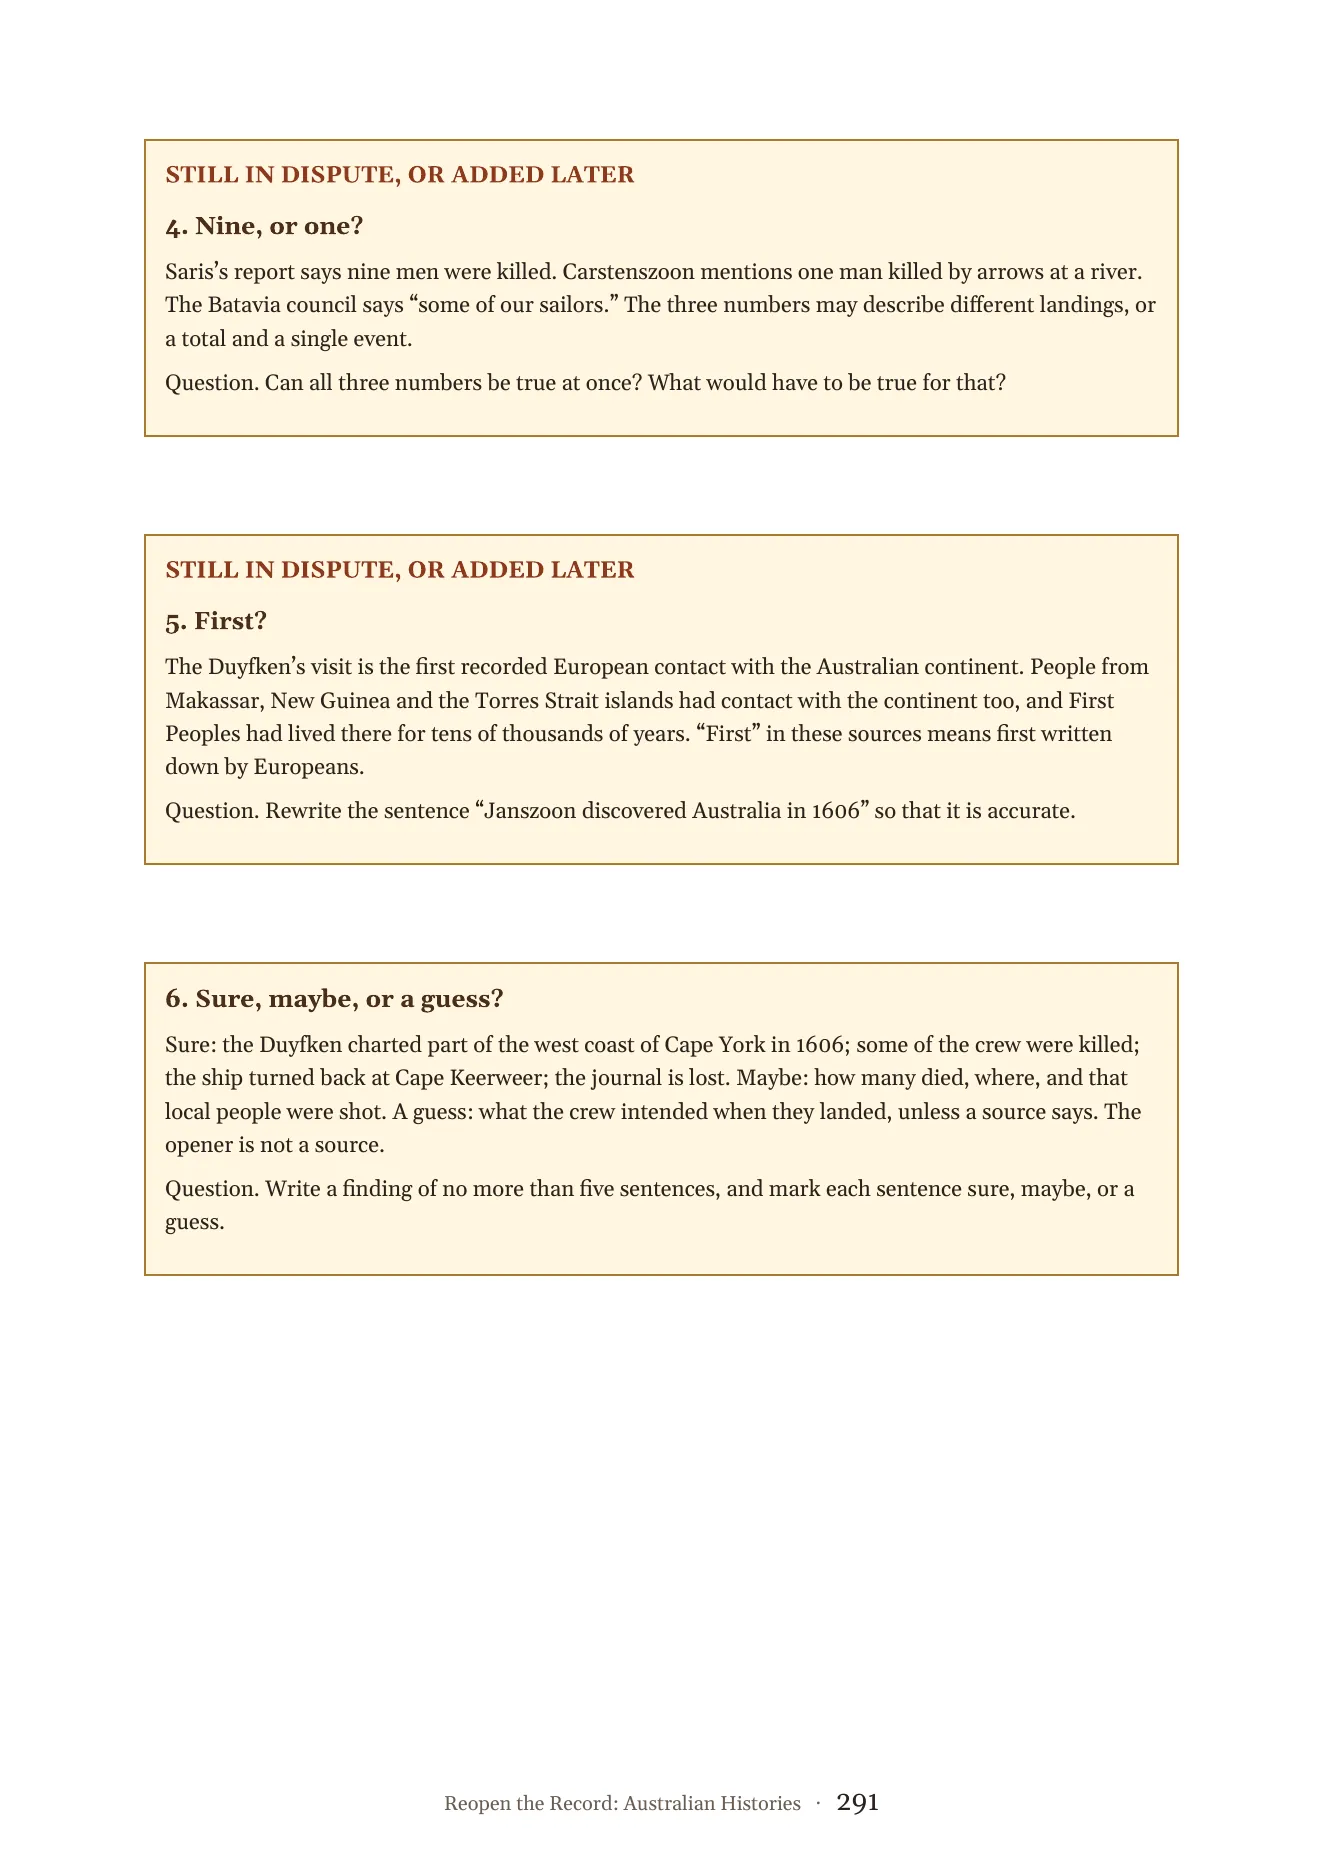 STILL IN DISPUTE, OR ADDED LATER
4. Nine, or one?
Saris’s report says nine men were killed. Carstenszoon mentions one man killed by arrows at a river.
The Batavia council says “some of our sailors.” The three numbers may describe different landings, or
a total and a single event.
Question. Can all three numbers be true at once? What would have to be true for that?
STILL IN DISPUTE, OR ADDED LATER
5. First?
The Duyfken’s visit is the first recorded European contact with the Australian continent. People from
Makassar, New Guinea and the Torres Strait islands had contact with the continent too, and First
Peoples had lived there for tens of thousands of years. “First” in these sources means first written
down by Europeans.
Question. Rewrite the sentence “Janszoon discovered Australia in 1606” so that it is accurate.
6. Sure, maybe, or a guess?
Sure: the Duyfken charted part of the west coast of Cape York in 1606; some of the crew were killed;
the ship turned back at Cape Keerweer; the journal is lost. Maybe: how many died, where, and that
local people were shot. A guess: what the crew intended when they landed, unless a source says. The
opener is not a source.
Question. Write a finding of no more than five sentences, and mark each sentence sure, maybe, or a
guess.
Reopen the Record: Australian Histories · 291